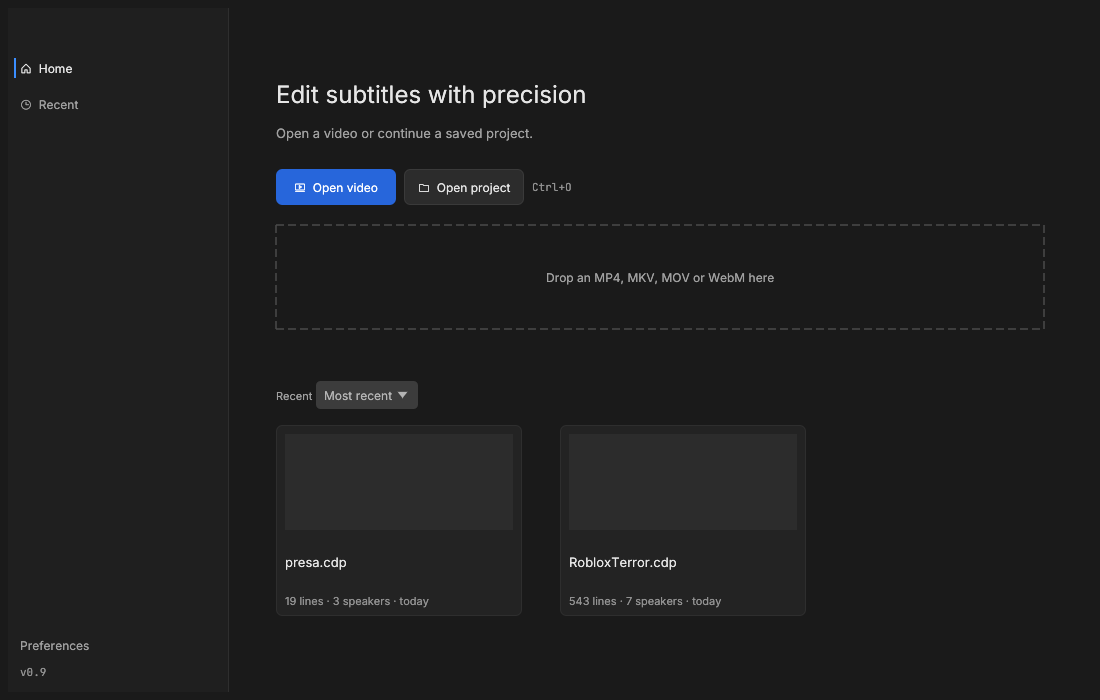 Home
Recent
Edit subtitles with precision
Open a video or continue a saved project.
Open video
Open project
Ctrl+O
Drop an MP4, MKV, MOV or WebM here
Recent
Most recent
presa.cdp
19 lines · 3 speakers · today
RobloxTerror.cdp
543 lines · 7 speakers · today
Preferences
v0.9